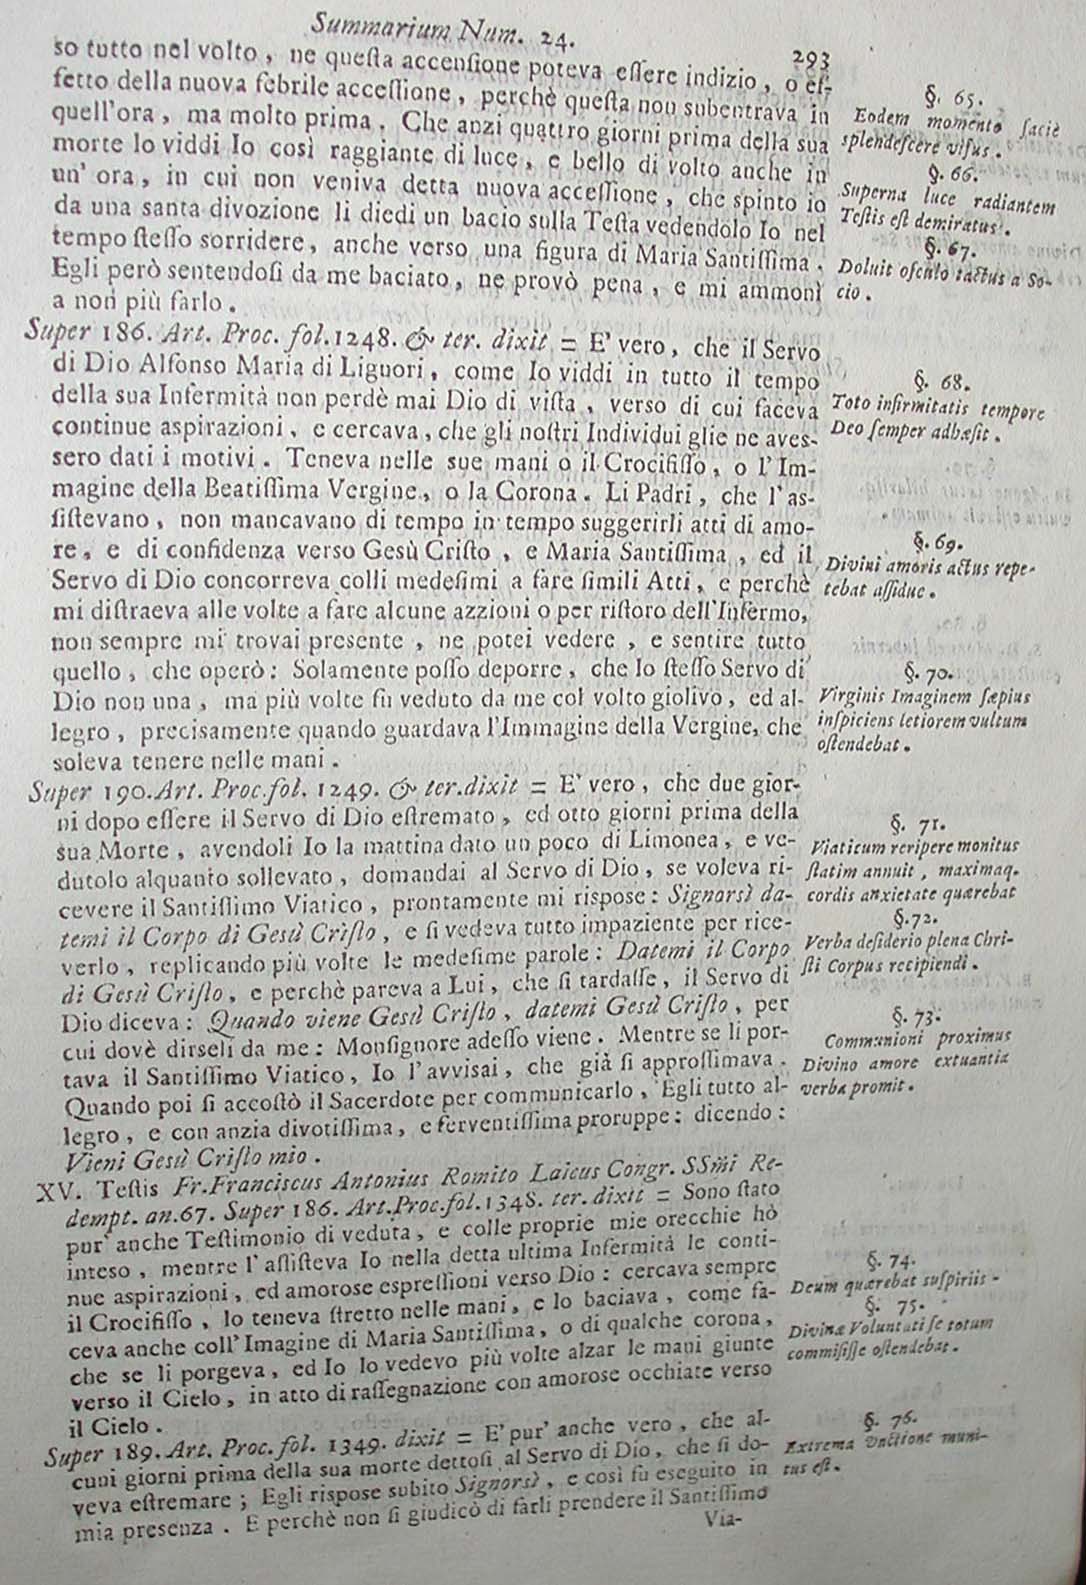 Summarium Num. 24.
293
so tutto nel volto, ne queſta accenſione poteva eſſere indizio, o ef-
fetto della nuova febrile acceſſione, perchè queſta non subentrava in
quell'ora, ma molto prima. Che anzi quattro giorni prima della sua
morte lo viddi Io così raggiante di luce, e bello di volto anche in
un' ora, in cui non veniva detta nuova acceſſione, che spinto io
da una santa divozione li diedi un bacio sulla Teſta vedendolo Io nel
tempo ſteſſo sorridere, anche verso una figura di Maria Santiſſima.
Egli però sentendoſi da me baciato, ne provò pena, e mi ammonì
a non più farlo.
§. 65.
Eodem momento faciè
splendeſcere viſus.
§. 66.
Superna luce radiantem
Teſtis eſt demiratus.
§. 67.
Doluit oſculo tactus a So-
cio.
Super 186. Art. Proc. fol. 1248. & ter. dixit = E' vero, che il Servo
di Dio Alfonso Maria di Liguori, come Io viddi in tutto il tempo
della sua Infermità non perdè mai Dio di viſta, verso di cui faceva
continue aspirazioni, e cercava, che gli noſtri Individui glie ne aves-
sero dati i motivi. Teneva nelle sue mani o il Crocifiſſo, o l'Im-
magine della Beatiſſima Vergine, o la Corona. Li Padri, che l'as-
ſiſtevano, non mancavano di tempo in tempo suggerirli atti di amo-
re, e di confidenza verso Gesù Criſto, e Maria Santiſſima, ed il
Servo di Dio concorreva colli medeſimi a fare ſimili Atti, e perchè
mi diſtraeva alle volte a fare alcune azzioni o per riſtoro dell'Infermo,
non sempre mi trovai presente, ne potei vedere, e sentire tutto
quello, che operò: Solamente poſſo deporre, che lo ſteſſo Servo di
Dio non una, ma più volte fù veduto da me col volto giolivo, ed al-
legro, precisamente quando guardava l'Immagine della Vergine, che
soleva tenere nelle mani.
§. 68.
Toto infirmitatis tempore
Deo ſemper adhæſit.
§. 69.
Divini amoris actus repe-
tebat aſſidue.
§. 70.
Virginis Imaginem ſæpius
inſpiciens letiorem vultum
oſtendebat.
Super 190. Art. Proc. fol. 1249. & ter. dixit = E' vero, che due gior-
ni dopo eſſere il Servo di Dio eſtremato, ed otto giorni prima della
sua Morte, avendoli Io la mattina dato un poco di Limonea, e ve-
dutolo alquanto sollevato, domandai al Servo di Dio, se voleva ri-
cevere il Santiſſimo Viatico, prontamente mi rispose: Signorsì da-
temi il Corpo di Gesù Criſto, e ſi vedeva tutto impaziente per rice-
verlo, replicando più volte le medeſime parole: Datemi il Corpo
di Gesù Criſto, e perchè pareva a Lui, che ſi tardaſſe, il Servo di
Dio diceva: Quando viene Gesù Criſto, datemi Gesù Criſto, per
cui dovè dirseli da me: Monſignore adeſſo viene. Mentre se li por-
tava il Santiſſimo Viatico, Io l'avvisai, che già ſi approſſimava.
Quando poi ſi accoſtò il Sacerdote per communicarlo, Egli tutto al-
legro, e con anzia divotiſſima, e ferventiſſima proruppe: dicendo:
Vieni Gesù Criſto mio.
§. 71.
Viaticum reripere monitus
ſtatim annuit, maximaq.
cordis anxietate quærebat
§. 72.
Verba deſiderio plena Chri-
ſti Corpus recipiendi.
§. 73.
Communioni proximus
Divino amore extuantia
verba promit.
XV. Teſtis Fr. Franciscus Antonius Romito Laicus Congr. SSmi Re-
dempt. an. 67. Super 186. Art. Proc. fol. 1348. ter. dixit = Sono ſtato
pur' anche Teſtimonio di veduta, e colle proprie mie orecchie hò
inteso, mentre l' aſſiſteva Io nella detta ultima Infermità le conti-
nue aspirazioni, ed amorose espreſſioni verso Dio: cercava sempre
il Crocifiſſo, lo teneva ſtretto nelle mani, e lo baciava, come fa-
ceva anche coll' Imagine di Maria Santiſſima, o di qualche corona,
che se li porgeva, ed Io lo vedevo più volte alzar le mani giunte
verso il Cielo, in atto di raſſegnazione con amorose occhiate verso
il Cielo.
§. 74.
Deum quærebat ſuſpiriis.
§. 75.
Divinæ Voluntati ſe totum
commiſiſſe oſtendebat.
Super 189. Art. Proc. fol. 1349. dixit = E' pur' anche vero, che al-
cuni giorni prima della sua morte dettoſi al Servo di Dio, che ſi do-
veva eſtremare; Egli rispose subito Signorsì, e così fù eseguito in
mia presenza. E perchè non ſi giudicò di farli prendere il Santiſſimo
Via-
§. 76.
Extrema Unctione muni-
tus eſt.